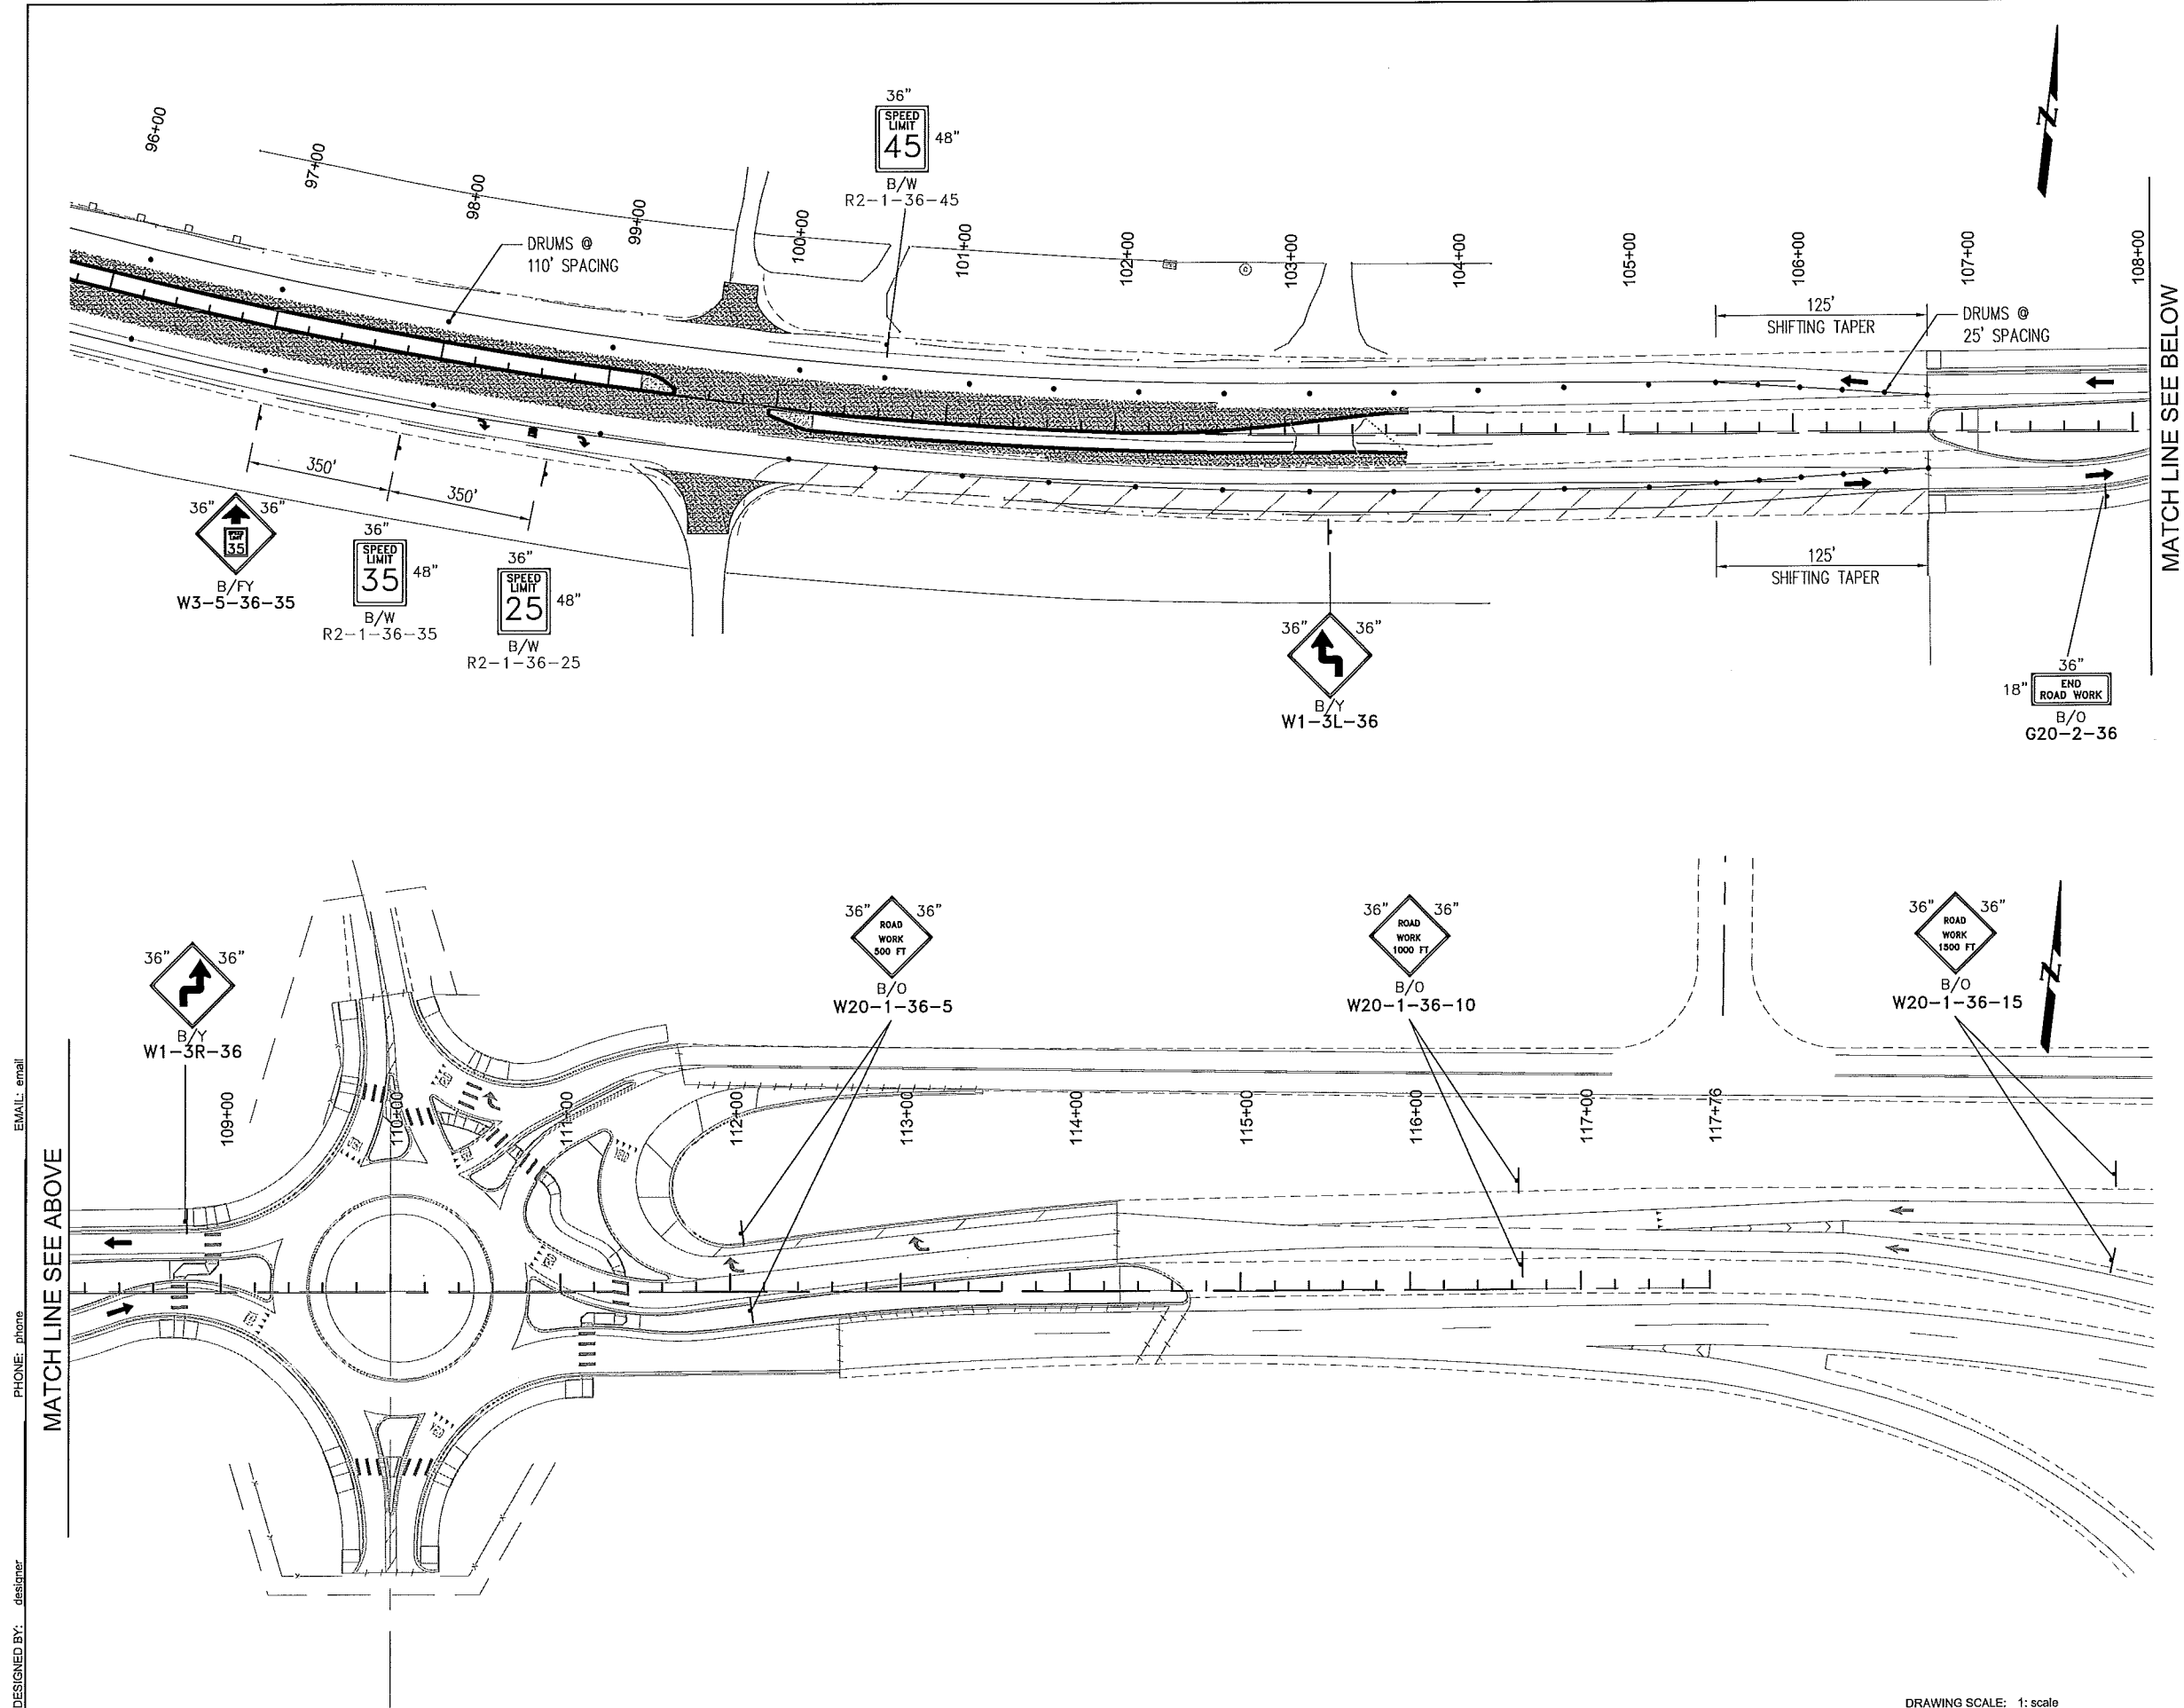 96+00
97+00
98+00
99+00
100+00
101+00
102+00
103+00
104+00
105+00
106+00
107+00
108+00
36"
SPEED
LIMIT
45
48"
B/W
R2-1-36-45
DRUMS @
110' SPACING
125'
SHIFTING TAPER
DRUMS @
25' SPACING
N
MATCH LINE SEE BELOW
350'
350'
36"
36"
SPEED
LIMIT
35
B/FY
W3-5-36-35
36"
SPEED
LIMIT
35
48"
B/W
R2-1-36-35
36"
SPEED
LIMIT
25
48"
B/W
R2-1-36-25
125'
SHIFTING TAPER
36"
36"
B/Y
W1-3L-36
36"
18"
END
ROAD WORK
B/O
G20-2-36
36"
36"
B/Y
W1-3R-36
36"
36"
ROAD
WORK
500 FT
B/O
W20-1-36-5
36"
36"
ROAD
WORK
1000 FT
B/O
W20-1-36-10
36"
36"
ROAD
WORK
1500 FT
B/O
W20-1-36-15
N
MATCH LINE SEE ABOVE
109+00
110+00
111+00
112+00
113+00
114+00
115+00
116+00
117+00
117+76
DESIGNED BY: designer
PHONE: phone
EMAIL: email
DRAWING SCALE: 1: scale